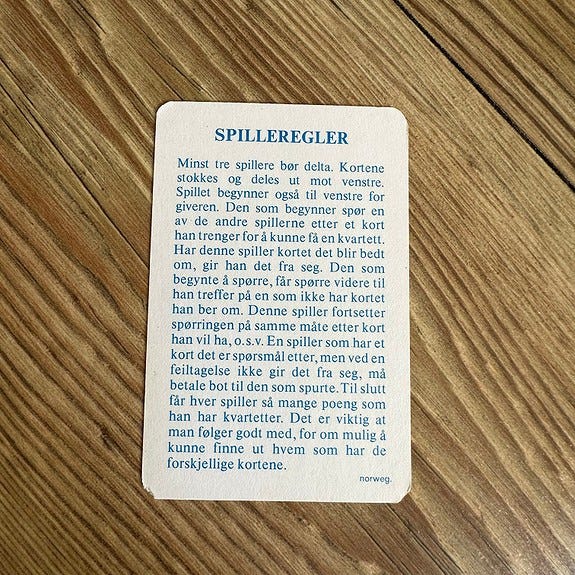 SPILLEREGLER
Minst tre spillere bør delta. Kortene
stokkes og deles ut mot venstre.
Spillet begynner også til venstre for
giveren. Den som begynner spør en
av de andre spillerne etter et kort
han trenger for å kunne få en kvartett.
Har denne spiller kortet det blir bedt
om, gir han det fra seg. Den som
begynte å spørre, får spørre videre til
han treffer på en som ikke har kortet
han ber om. Denne spiller fortsetter
spørringen på samme måte etter kort
han vil ha, o.s.v. En spiller som har et
kort det er spørsmål etter, men ved en
feiltagelse ikke gir det fra seg, må
betale bot til den som spurte. Til slutt
får hver spiller så mange poeng som
han har kvartetter. Det er viktig at
man følger godt med, for om mulig å
kunne finne ut hvem som har de
forskjellige kortene.
norweg.